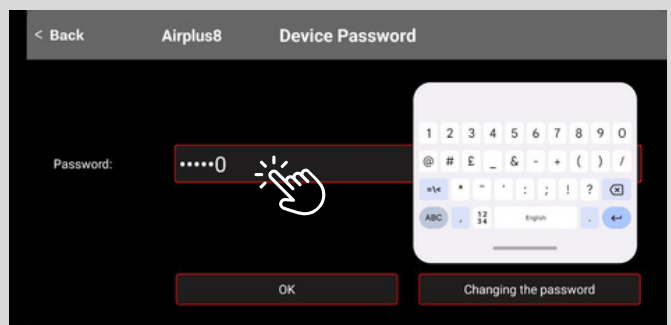 < Back Airplus8 Device Password
Password: •••••0
1 2 3 4 5 6 7 8 9 0
@ # £ _ & - + ( ) /
=\< * " ' : ; ! ? 
ABC , 12 34 English .
OK Changing the password